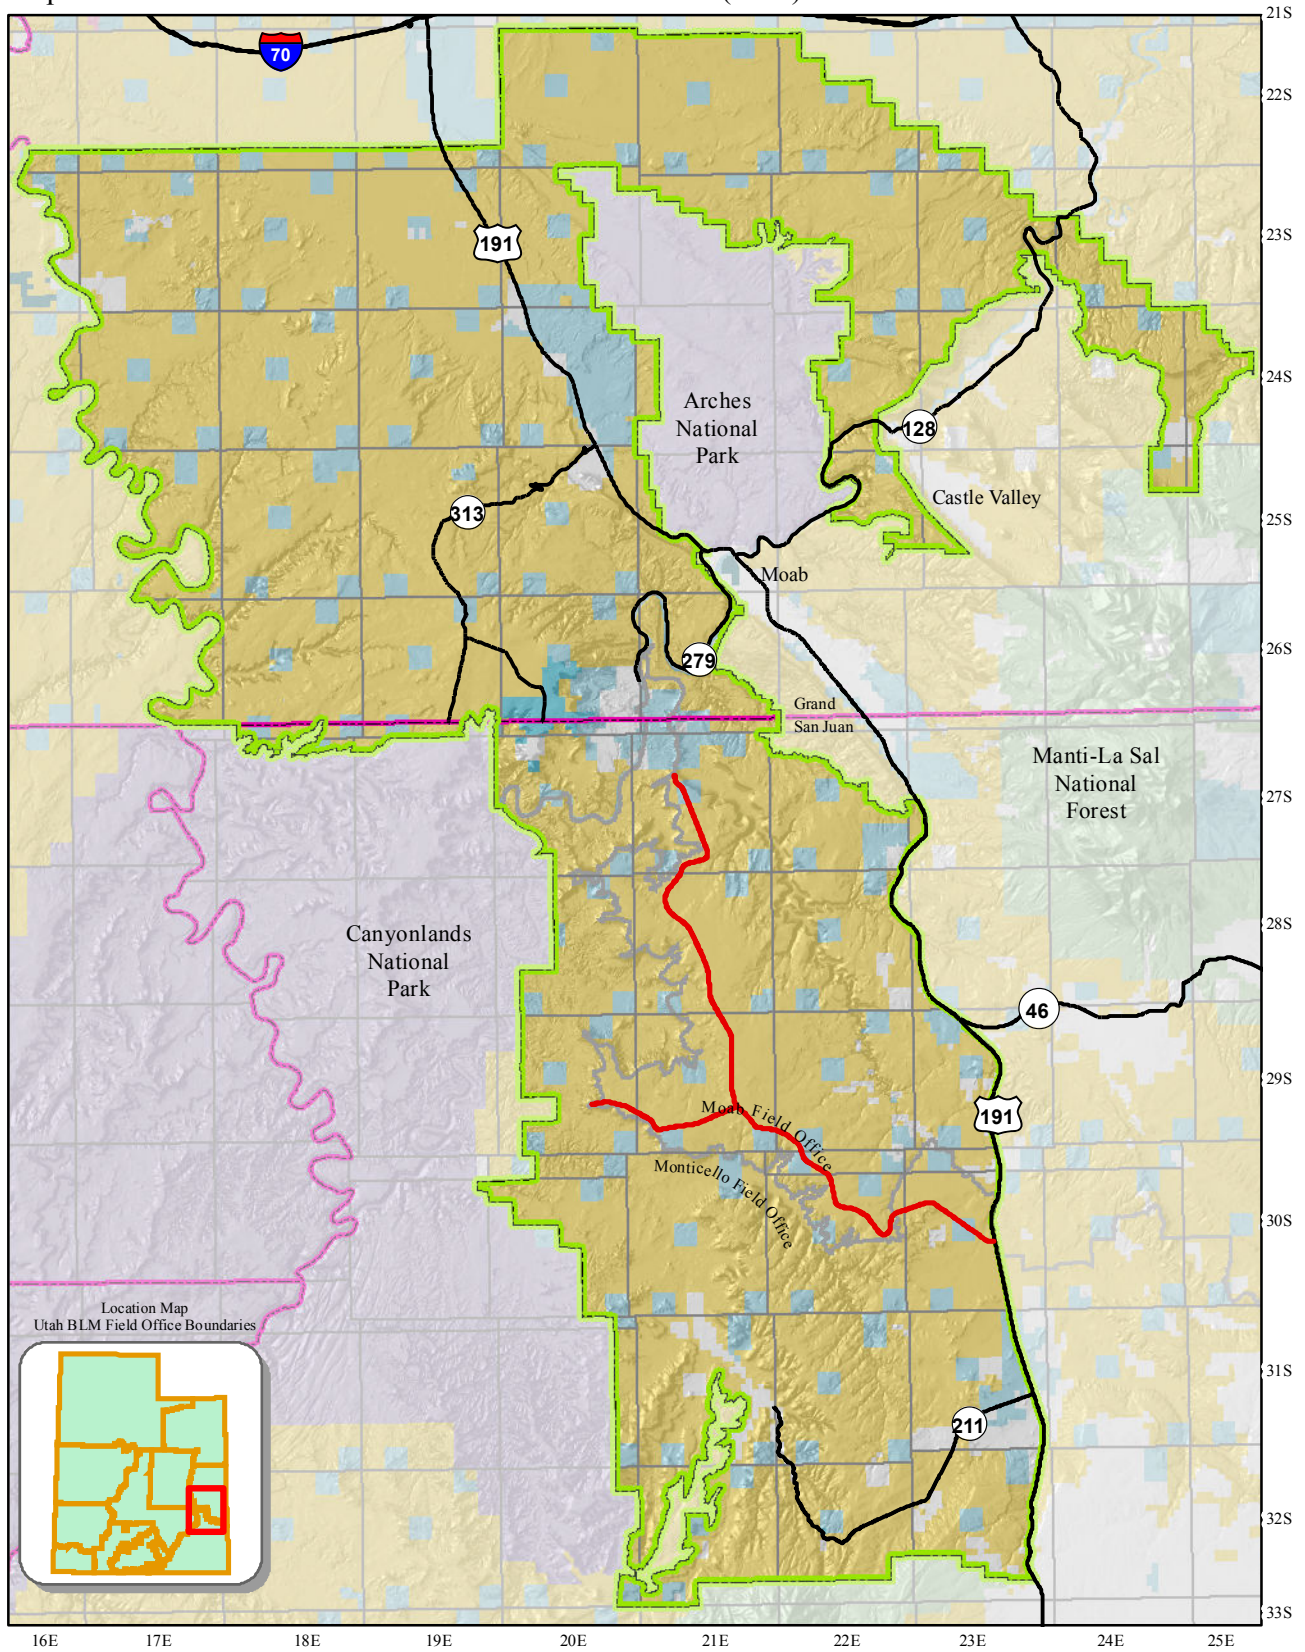 21S
70
22S
191
23S
24S
Arches
National
Park
128
Castle Valley
313
25S
Moab
279
26S
Grand
San Juan
Manti-La Sal
National
Forest
27S
Canyonlands
National
Park
28S
46
29S
Moab Field Office
191
Monticello Field Office
30S
Location Map
Utah BLM Field Office Boundaries
31S
211
32S
33S
16E 17E 18E 19E 20E 21E 22E 23E 24E 25E